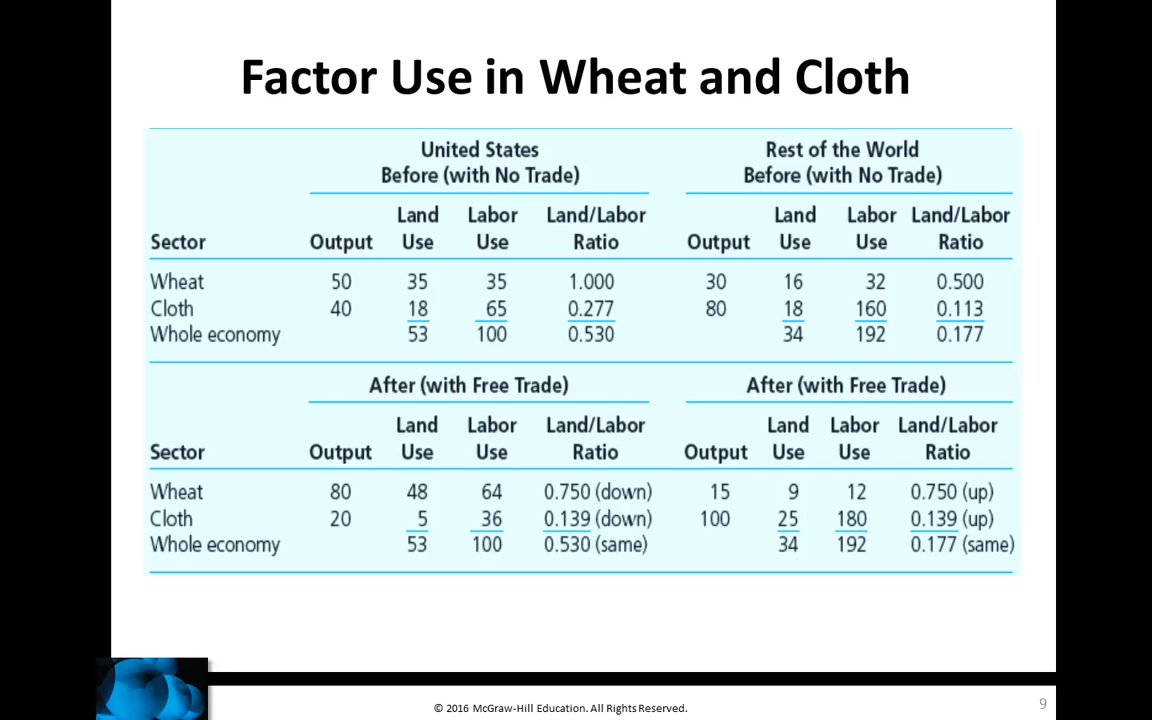 Factor Use in Wheat and Cloth
United States Rest of the World
Before (with No Trade) Before (with No Trade)
Land Labor Land/Labor Land Labor Land/Labor
Sector Output Use Use Ratio Output Use Use Ratio
Wheat 50 35 35 1.000 30 16 32 0.500
Cloth 40 18 65 0.277 80 18 160 0.113
Whole economy 53 100 0.530 34 192 0.177
After (with Free Trade) After (with Free Trade)
Land Labor Land/Labor Land Labor Land/Labor
Sector Output Use Use Ratio Output Use Use Ratio
Wheat 80 48 64 0.750 (down) 15 9 12 0.750 (up)
Cloth 20 5 36 0.139 (down) 100 25 180 0.139 (up)
Whole economy 53 100 0.530 (same) 34 192 0.177 (same)
© 2016 McGraw-Hill Education. All Rights Reserved.
9